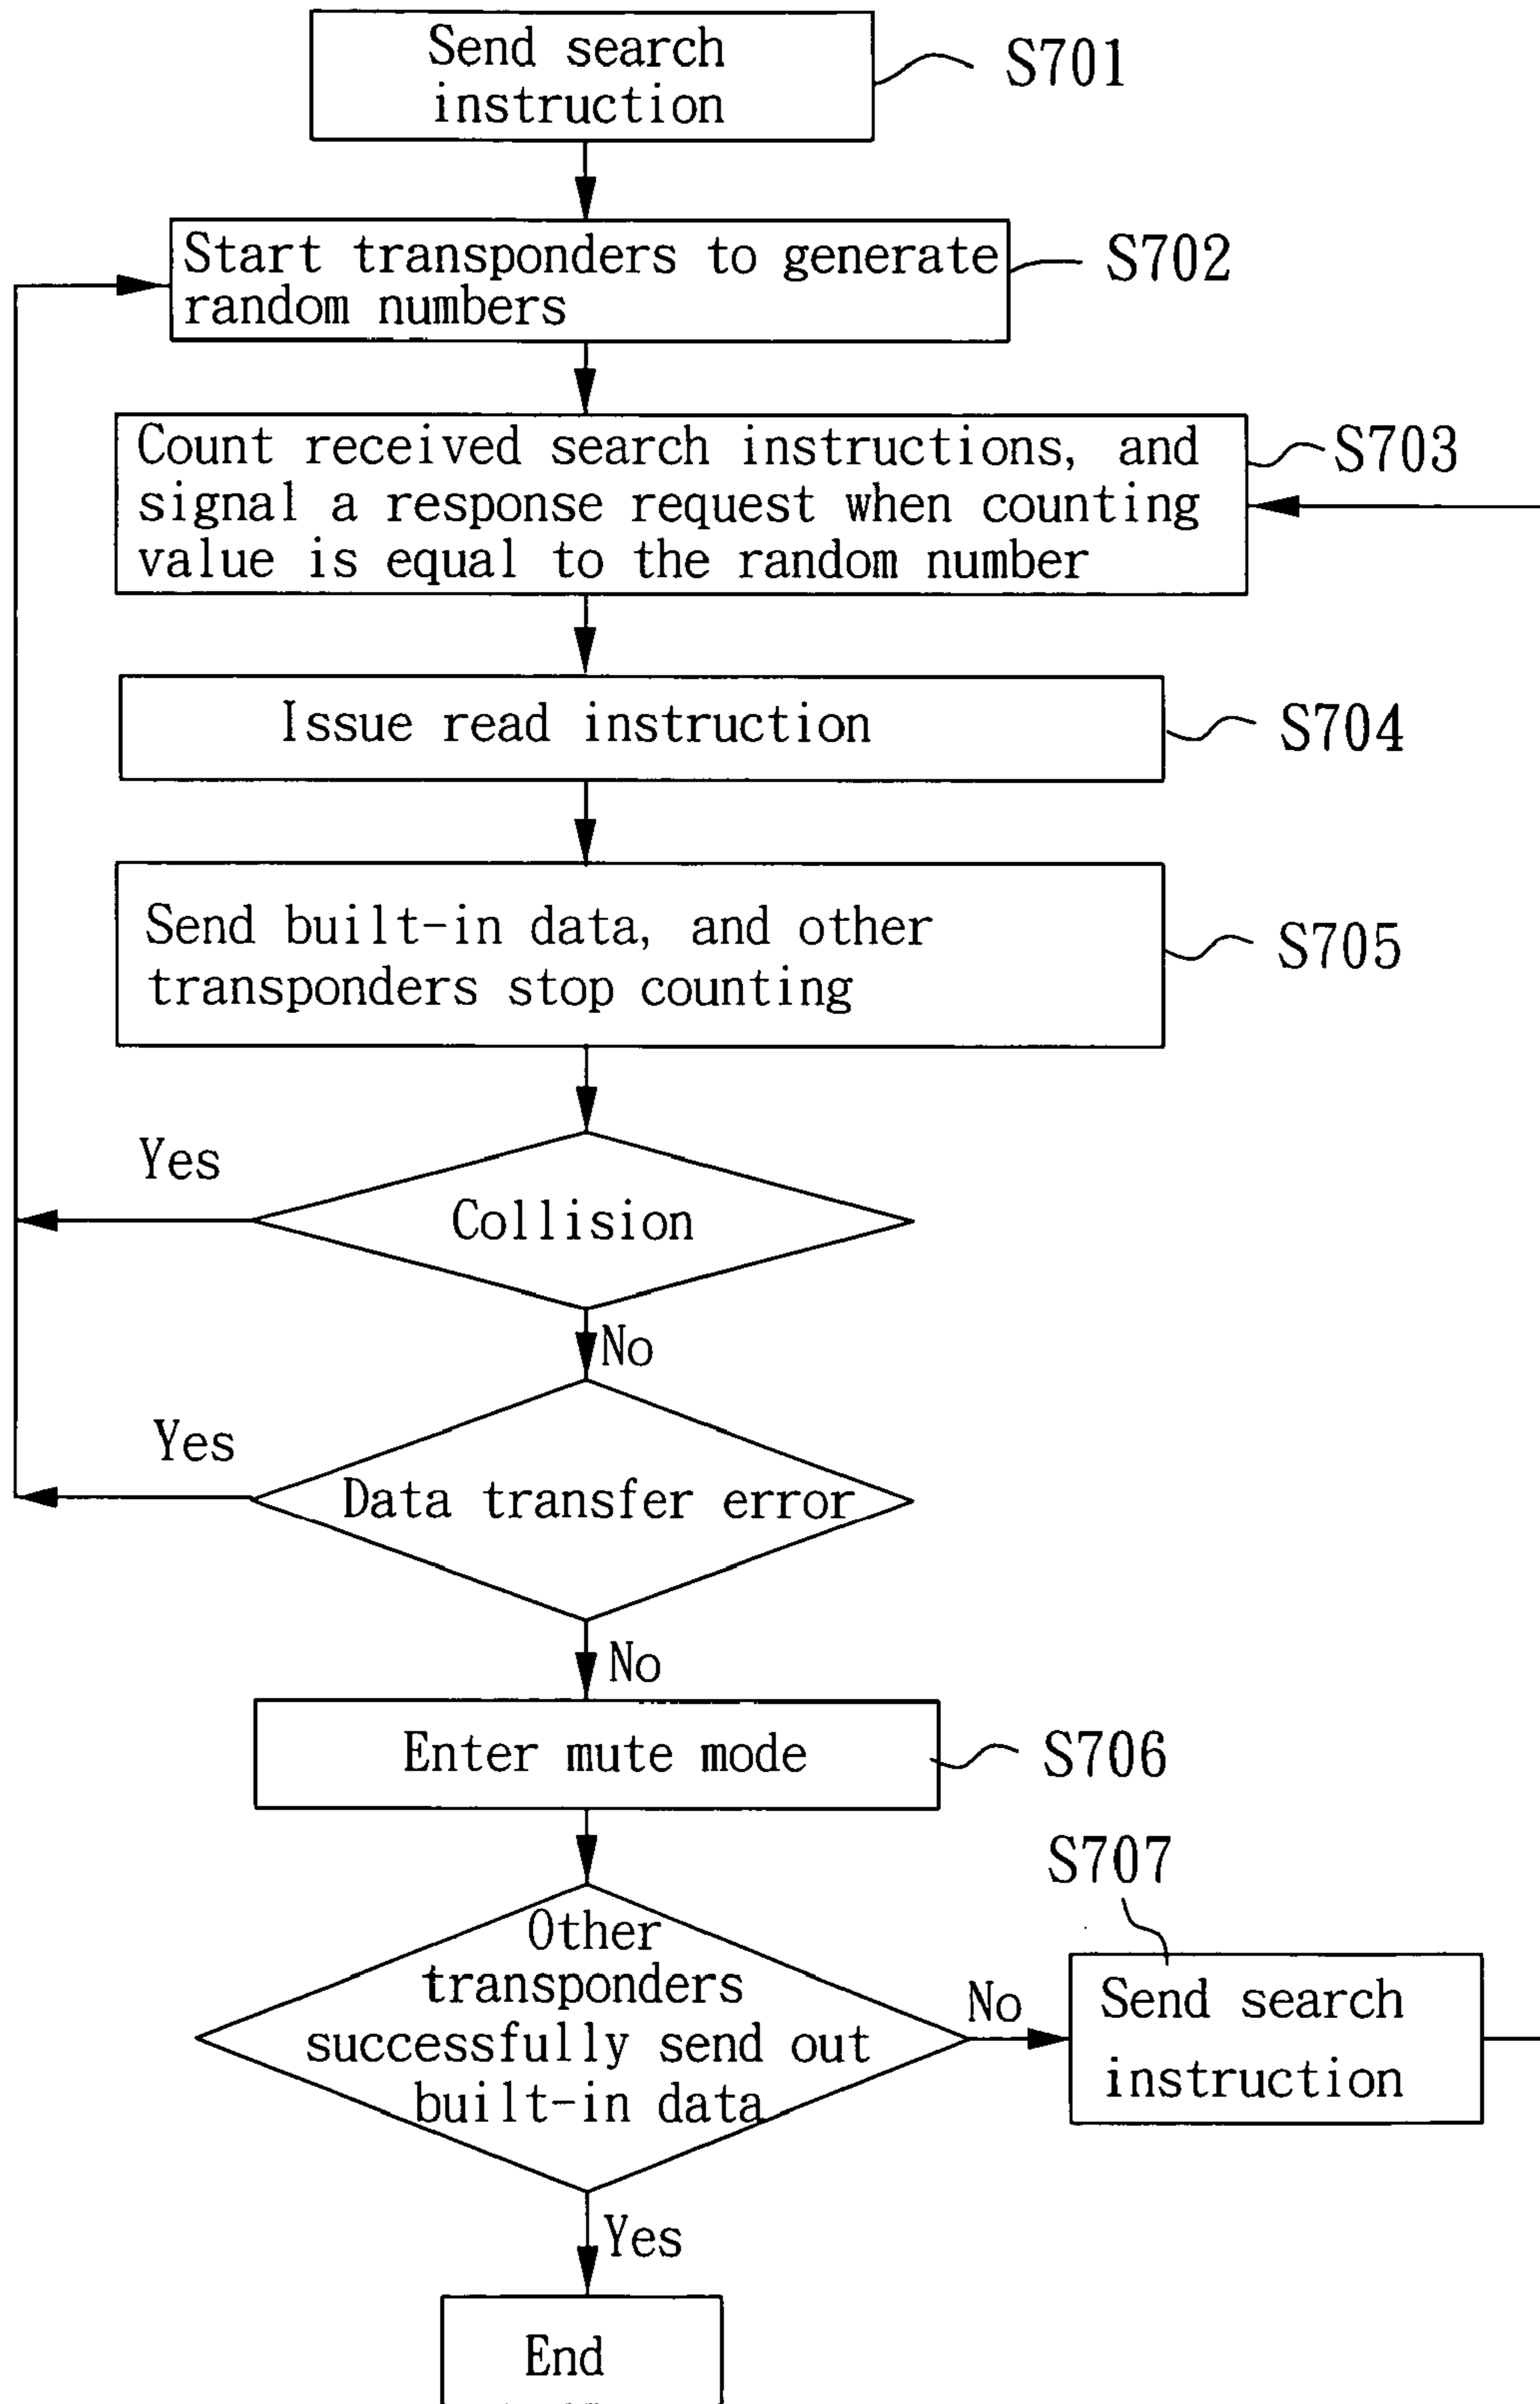 Send search
instruction
S701
Start transponders to generate
random numbers
S702
Count received search instructions, and
signal a response request when counting
value is equal to the random number
S703
Issue read instruction
S704
Send built-in data, and other
transponders stop counting
S705
Yes
Collision
No
Yes
Data transfer error
No
Enter mute mode
S706
S707
Other
transponders
successfully send out
built-in data
No
Send search
instruction
Yes
End